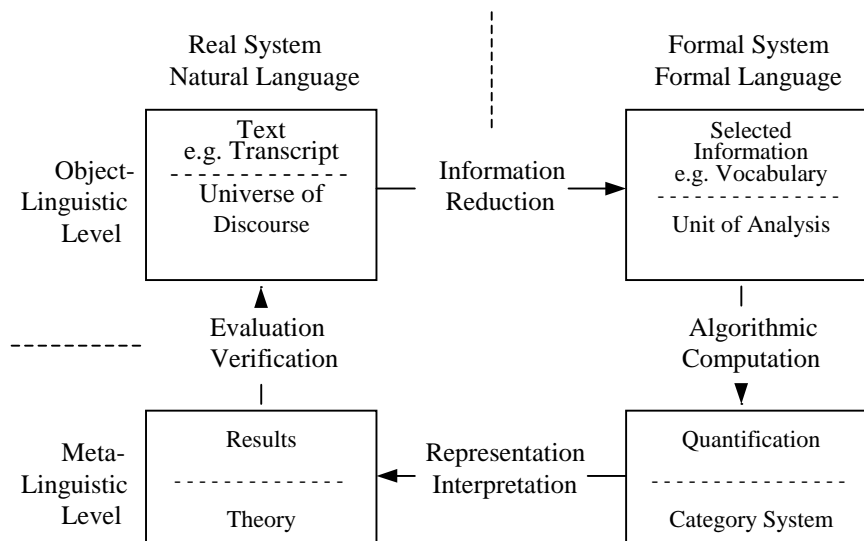 Real System
Natural Language
Formal System
Formal Language
Object-
Linguistic
Level
Text
e.g. Transcript
Universe of
Discourse
Information
Reduction
Selected
Information
e.g. Vocabulary
Unit of Analysis
Evaluation
Verification
Algorithmic
Computation
Meta-
Linguistic
Level
Results
Theory
Representation
Interpretation
Quantification
Category System